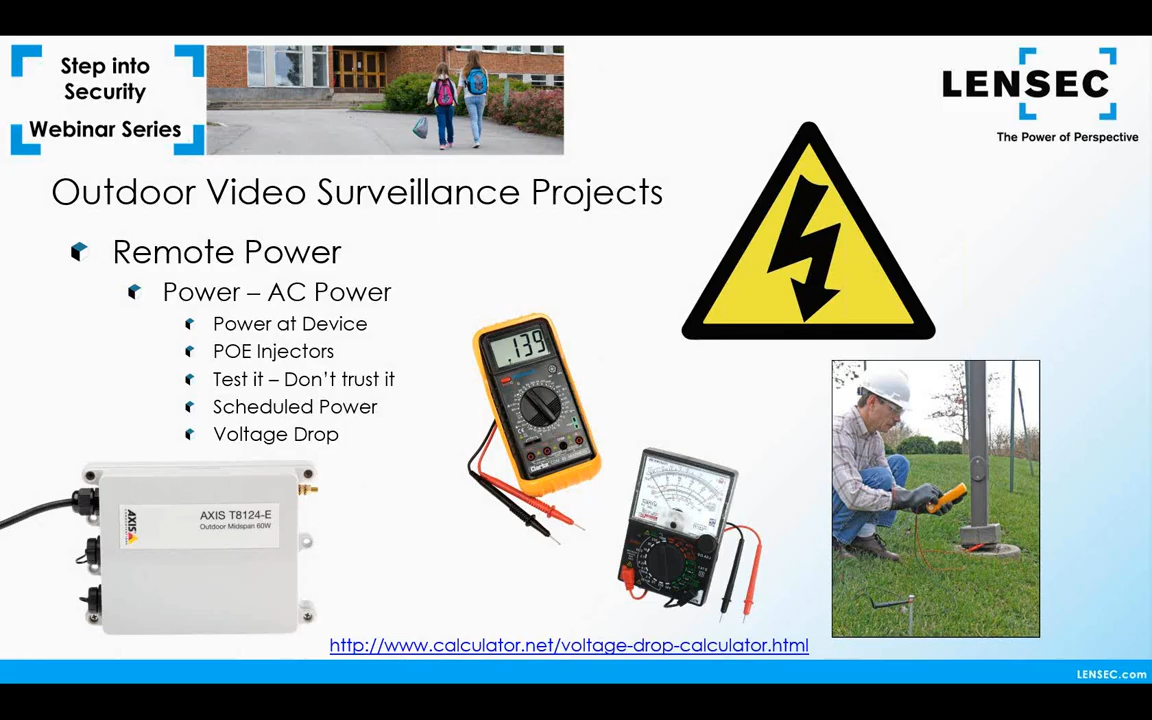 Step into
Security
Webinar Series
LENSEC
The Power of Perspective
Outdoor Video Surveillance Projects
Remote Power
Power – AC Power
Power at Device
POE Injectors
Test it – Don't trust it
Scheduled Power
Voltage Drop
.139
AXIS T8124-E
Outdoor Midspan 60W
AXIS
http://www.calculator.net/voltage-drop-calculator.html
LENSEC.com